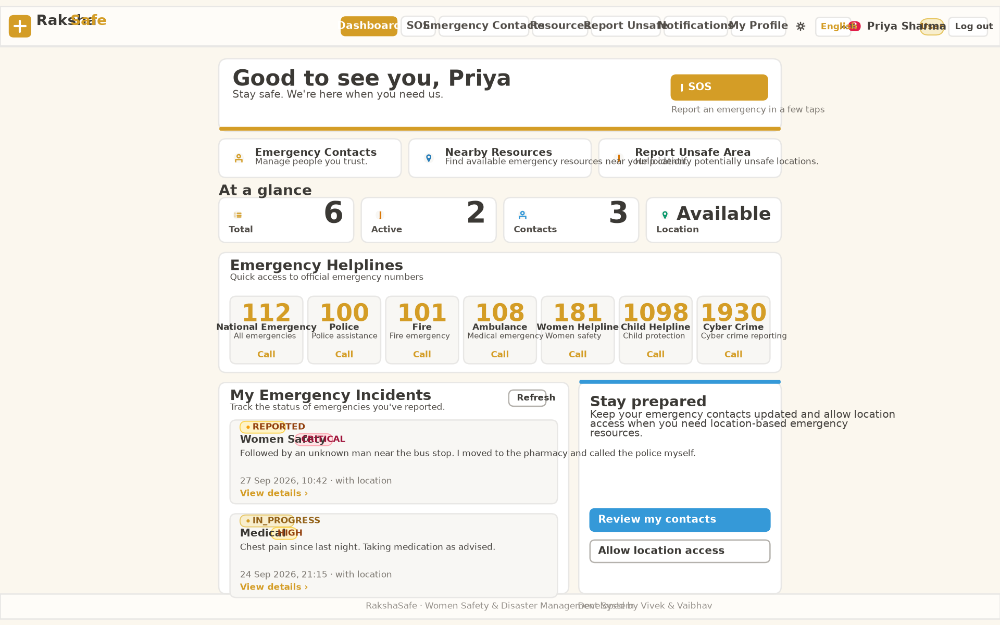 RakshaSafe
Dashboard SOS Emergency Contacts Resources Report Unsafe Notifications My Profile English Priya Sharma User Log out
Good to see you, Priya
Stay safe. We're here when you need us.
SOS
Report an emergency in a few taps
Emergency Contacts
Manage people you trust.
Nearby Resources
Find available emergency resources near your location.
Report Unsafe Area
Help identify potentially unsafe locations.
At a glance
6
Total
2
Active
3
Contacts
Available
Location
Emergency Helplines
Quick access to official emergency numbers
112
National Emergency
All emergencies
Call
100
Police
Police assistance
Call
101
Fire
Fire emergency
Call
108
Ambulance
Medical emergency
Call
181
Women Helpline
Women safety
Call
1098
Child Helpline
Child protection
Call
1930
Cyber Crime
Cyber crime reporting
Call
My Emergency Incidents
Track the status of emergencies you've reported.
Refresh
REPORTED
Women Safety CRITICAL
Followed by an unknown man near the bus stop. I moved to the pharmacy and called the police myself.
27 Sep 2026, 10:42 · with location
View details ›
IN_PROGRESS
Medical HIGH
Chest pain since last night. Taking medication as advised.
24 Sep 2026, 21:15 · with location
View details ›
Stay prepared
Keep your emergency contacts updated and allow location
access when you need location-based emergency
resources.
Review my contacts
Allow location access
RakshaSafe · Women Safety & Disaster Management System
Developed by Vivek & Vaibhav